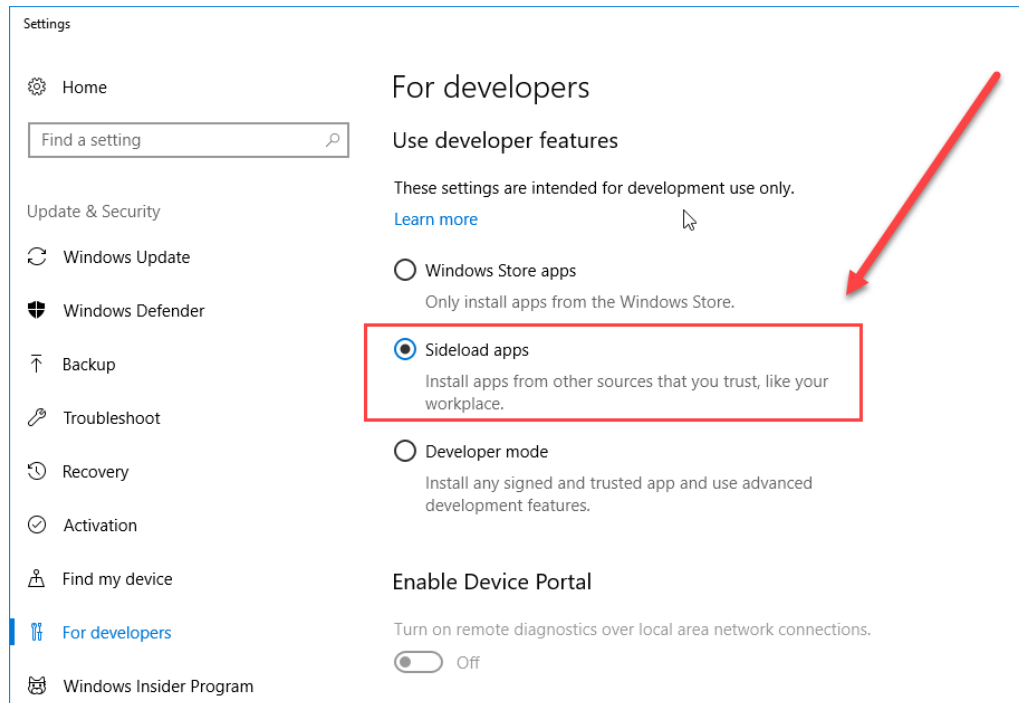 Settings
Home
Find a setting
Update & Security
Windows Update
Windows Defender
Backup
Troubleshoot
Recovery
Activation
Find my device
For developers
Windows Insider Program
For developers
Use developer features
These settings are intended for development use only.
Learn more
Windows Store apps
Only install apps from the Windows Store.
Sideload apps
Install apps from other sources that you trust, like your
workplace.
Developer mode
Install any signed and trusted app and use advanced
development features.
Enable Device Portal
Turn on remote diagnostics over local area network connections.
Off